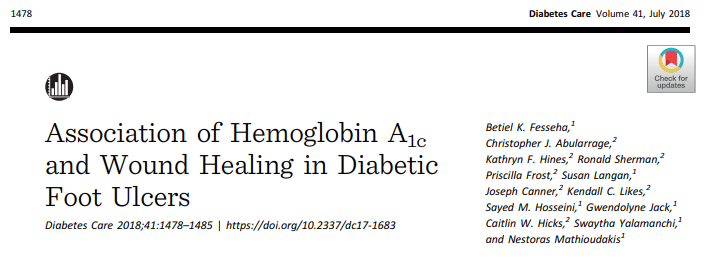 1478
Diabetes Care Volume 41, July 2018
Check for
updates
Association of Hemoglobin A1c
and Wound Healing in Diabetic
Foot Ulcers
Diabetes Care 2018;41:1478–1485 | https://doi.org/10.2337/dc17-1683
Betiel K. Fesseha,1
Christopher J. Abularrage,2
Kathryn F. Hines,2 Ronald Sherman,2
Priscilla Frost,2 Susan Langan,1
Joseph Canner,2 Kendall C. Likes,2
Sayed M. Hosseini,1 Gwendolyne Jack,1
Caitlin W. Hicks,2 Swaytha Yalamanchi,1
and Nestoras Mathioudakis1